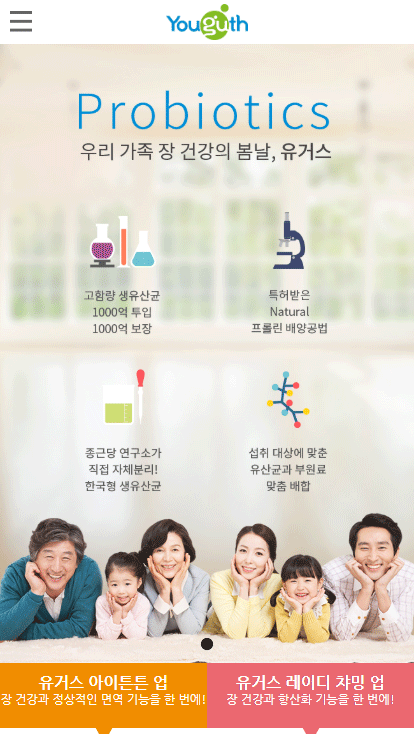 Youguth
Probiotics
우리 가족 장 건강의 봄날, 유거스
고함량 생유산균
1000억 투입
1000억 보장
특허받은
Natural
프롤린 배양공법
종근당 연구소가
직접 자체분리!
한국형 생유산균
섭취 대상에 맞춘
유산균과 부원료
맞춤 배합
유거스 아이튼튼 업
장 건강과 정상적인 면역 기능을 한 번에!
유거스 레이디 차밍 업
장 건강과 항산화 기능을 한 번에!